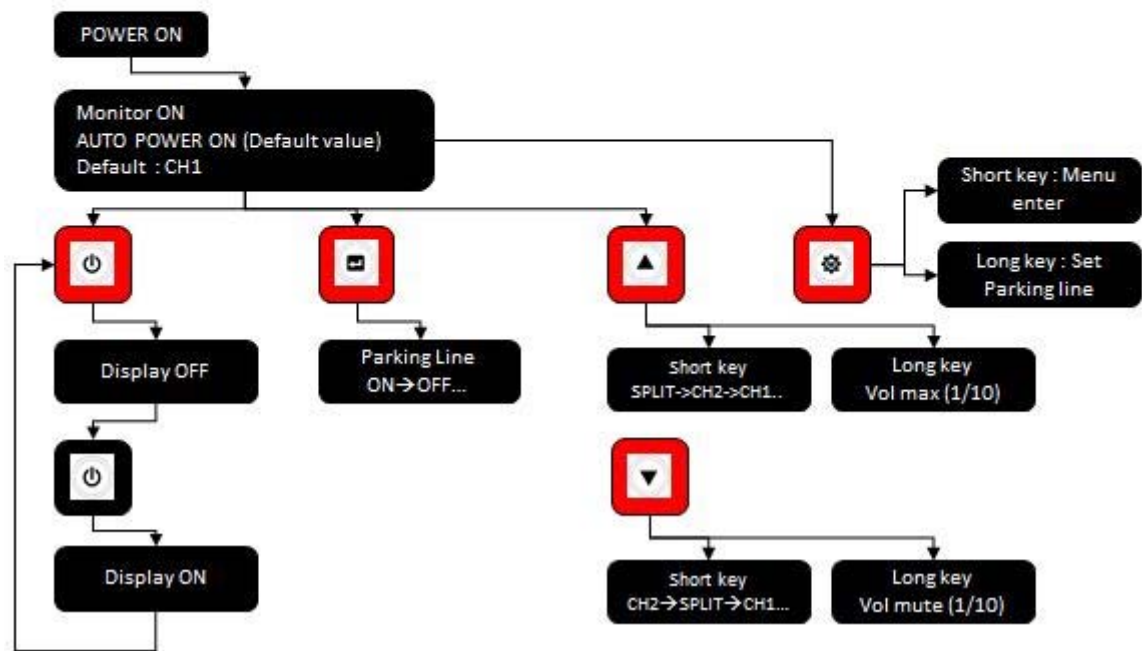 POWER ON
Monitor ON
AUTO POWER ON (Default value)
Default : CH1
Short key : Menu
enter
Long key : Set
Parking line
Display OFF
Parking Line
ON→OFF...
Short key
SPLIT->CH2->CH1..
Long key
Vol max (1/10)
Display ON
Short key
CH2→SPLIT→CH1...
Long key
Vol mute (1/10)